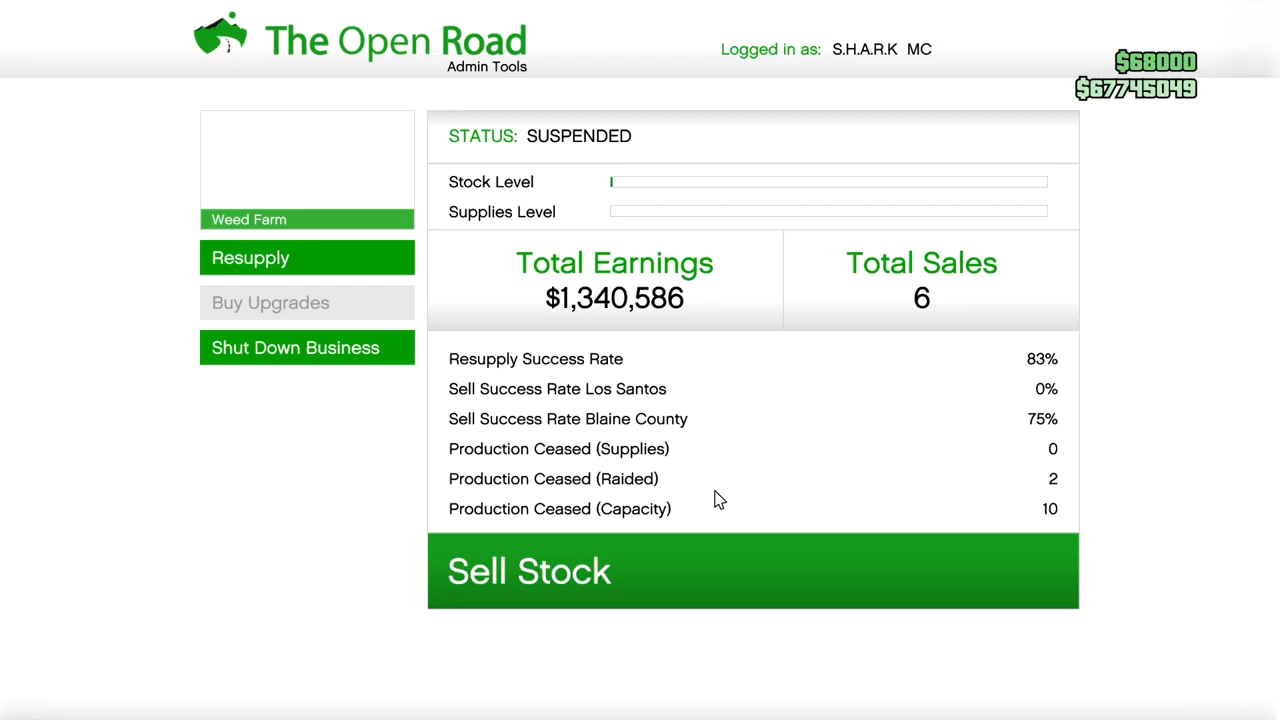 The Open Road
Admin Tools
Logged in as: S.H.A.R.K MC
$68000
$67745049
Weed Farm
Resupply
Buy Upgrades
Shut Down Business
STATUS: SUSPENDED
Stock Level
Supplies Level
Total Earnings
$1,340,586
Total Sales
6
Resupply Success Rate 83%
Sell Success Rate Los Santos 0%
Sell Success Rate Blaine County 75%
Production Ceased (Supplies) 0
Production Ceased (Raided) 2
Production Ceased (Capacity) 10
Sell Stock